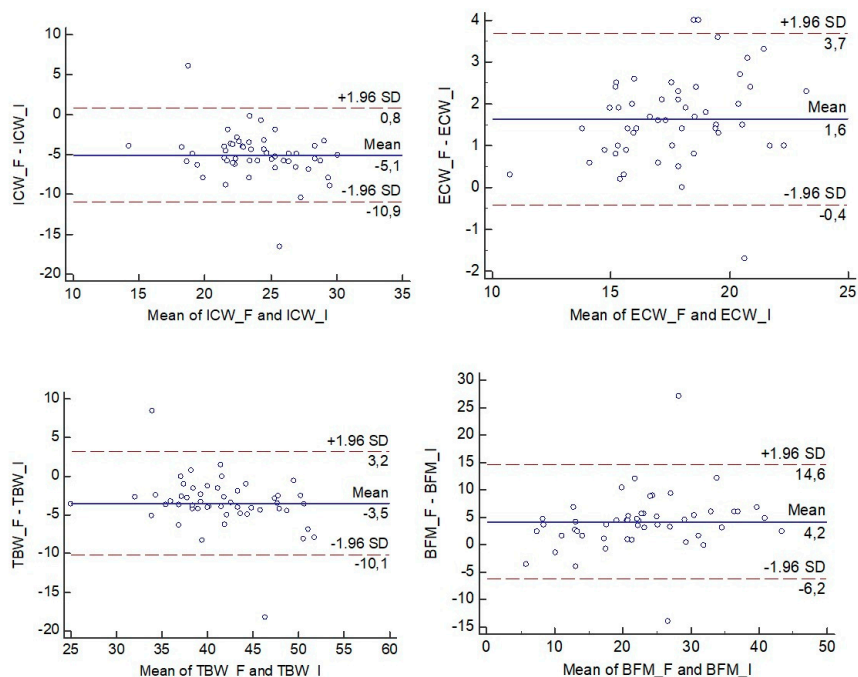 10
5
0
-5
-10
-15
-20
ICW_F - ICW_I
+1.96 SD
0,8
Mean
-5,1
-1.96 SD
-10,9
10 15 20 25 30 35
Mean of ICW_F and ICW_I
4
3
2
1
0
-1
-2
ECW_F - ECW_I
+1.96 SD
3,7
Mean
1,6
-1.96 SD
-0,4
10 15 20 25
Mean of ECW_F and ECW_I
10
5
0
-5
-10
-15
-20
TBW_F - TBW_I
+1.96 SD
3,2
Mean
-3,5
-1.96 SD
-10,1
25 30 35 40 45 50 55 60
Mean of TBW_F and TBW_I
30
25
20
15
10
5
0
-5
-10
-15
BFM_F - BFM_I
+1.96 SD
14,6
Mean
4,2
-1.96 SD
-6,2
0 10 20 30 40 50
Mean of BFM_F and BFM_I